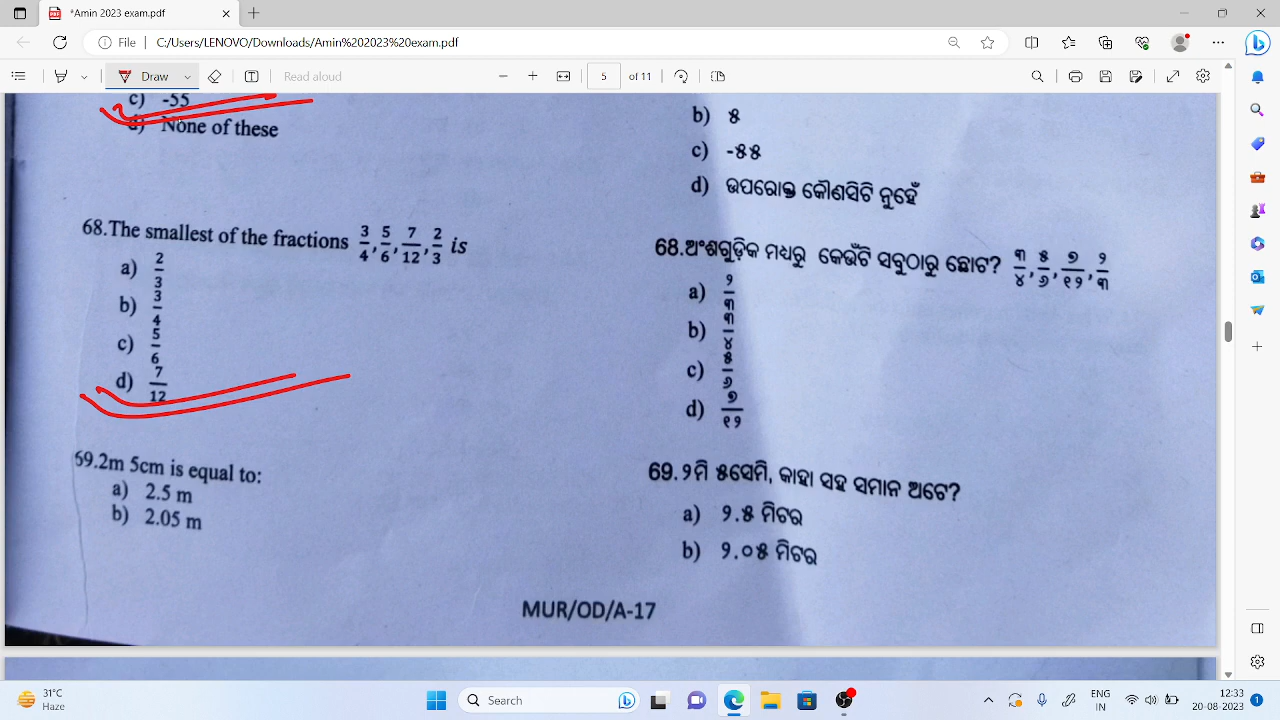 *Amin 2023 exam.pdf
File C:/Users/LENOVO/Downloads/Amin%202023%20exam.pdf
Draw Read aloud 5 of 11
c) -55
d) None of these
68.The smallest of the fractions 3/4, 5/6, 7/12, 2/3 is
a) 2/3
b) 3/4
c) 5/6
d) 7/12
69.2m 5cm is equal to:
a) 2.5 m
b) 2.05 m
b) ୫
c) -୫୫
d) ଉପରୋକ୍ତ କୌଣସିଟି ନୁହେଁ
68.ଅଂଶଗୁଡ଼ିକ ମଧ୍ୟରୁ କେଉଁଟି ସବୁଠାରୁ ଛୋଟ? ୩/୪, ୫/୬, ୭/୧୨, ୨/୩
a) ୨/୩
b) ୩/୪
c) ୫/୬
d) ୭/୧୨
69.୨ମି ୫ସେମି, କାହା ସହ ସମାନ ଅଟେ?
a) ୨.୫ ମିଟର
b) ୨.୦୫ ମିଟର
MUR/OD/A-17
31°C
Haze
Search
ENG
IN
12:33
20-08-2023
1